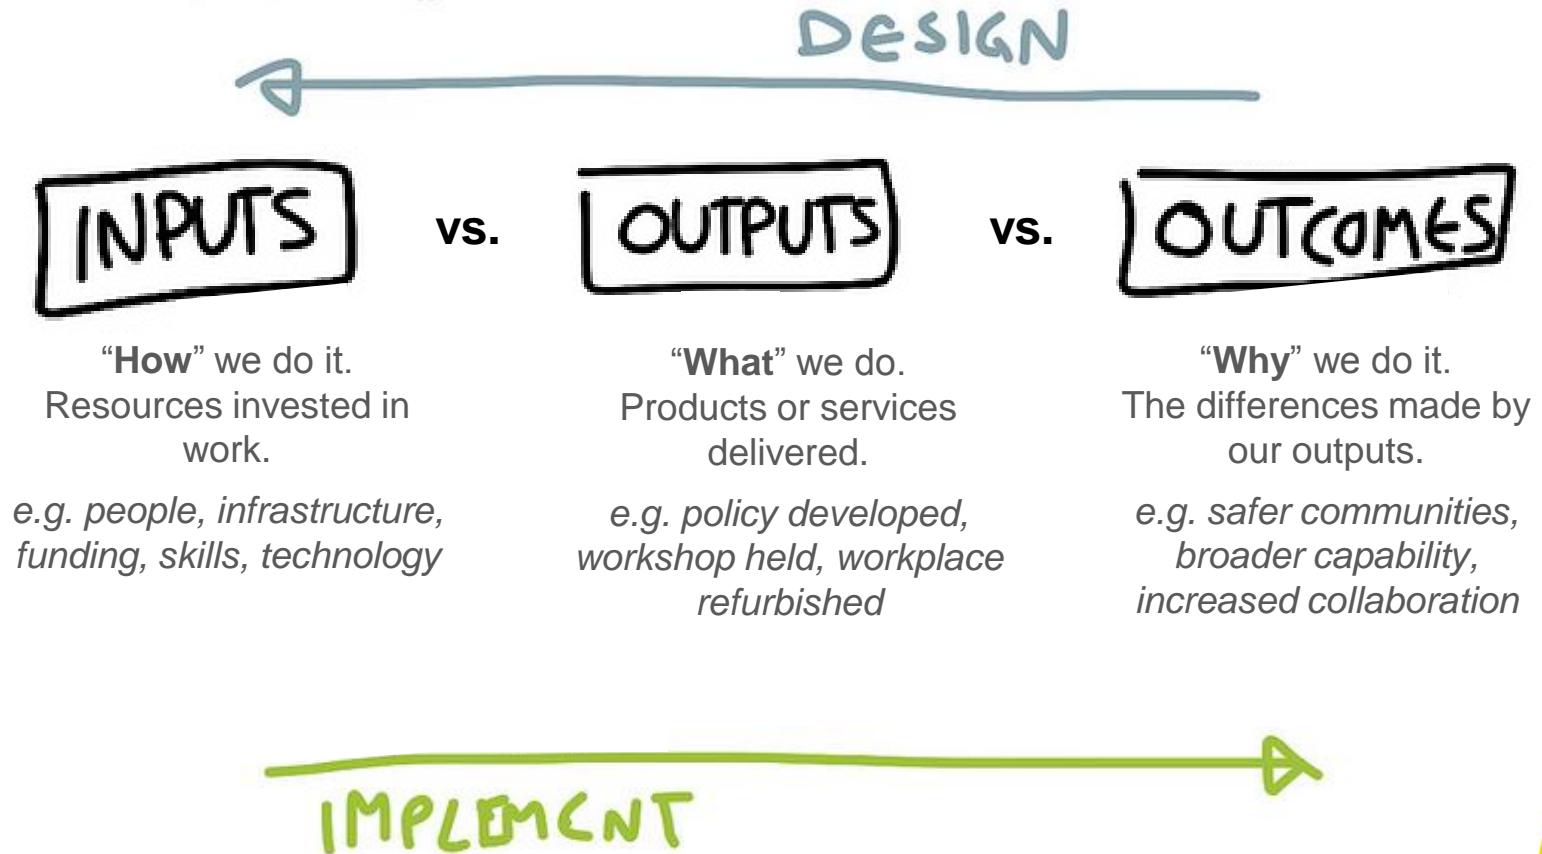 DESIGN
INPUTS
vs.
OUTPUTS
vs.
OUTCOMES
“How” we do it.
Resources invested in
work.
e.g. people, infrastructure,
funding, skills, technology
“What” we do.
Products or services
delivered.
e.g. policy developed,
workshop held, workplace
refurbished
“Why” we do it.
The differences made by
our outputs.
e.g. safer communities,
broader capability,
increased collaboration
IMPLEMENT